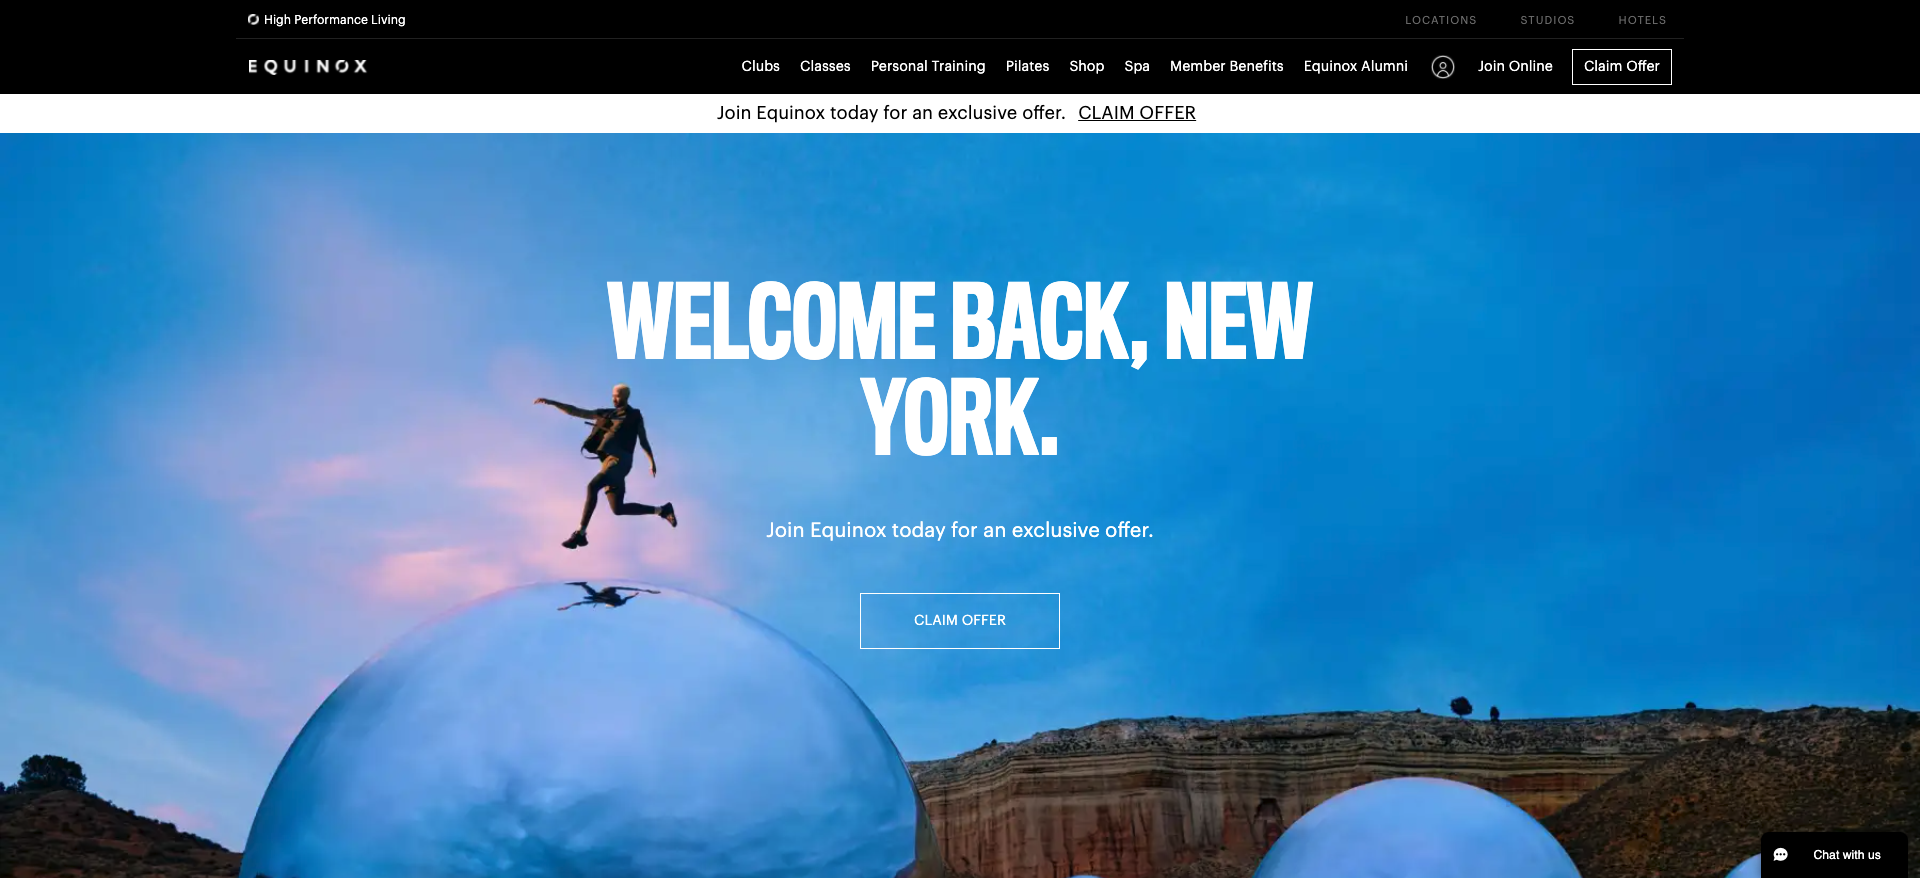 High Performance Living
LOCATIONS STUDIOS HOTELS
EQUINOX
Clubs Classes Personal Training Pilates Shop Spa Member Benefits Equinox Alumni Join Online Claim Offer
Join Equinox today for an exclusive offer. CLAIM OFFER
WELCOME BACK, NEW
YORK.
Join Equinox today for an exclusive offer.
CLAIM OFFER
Chat with us